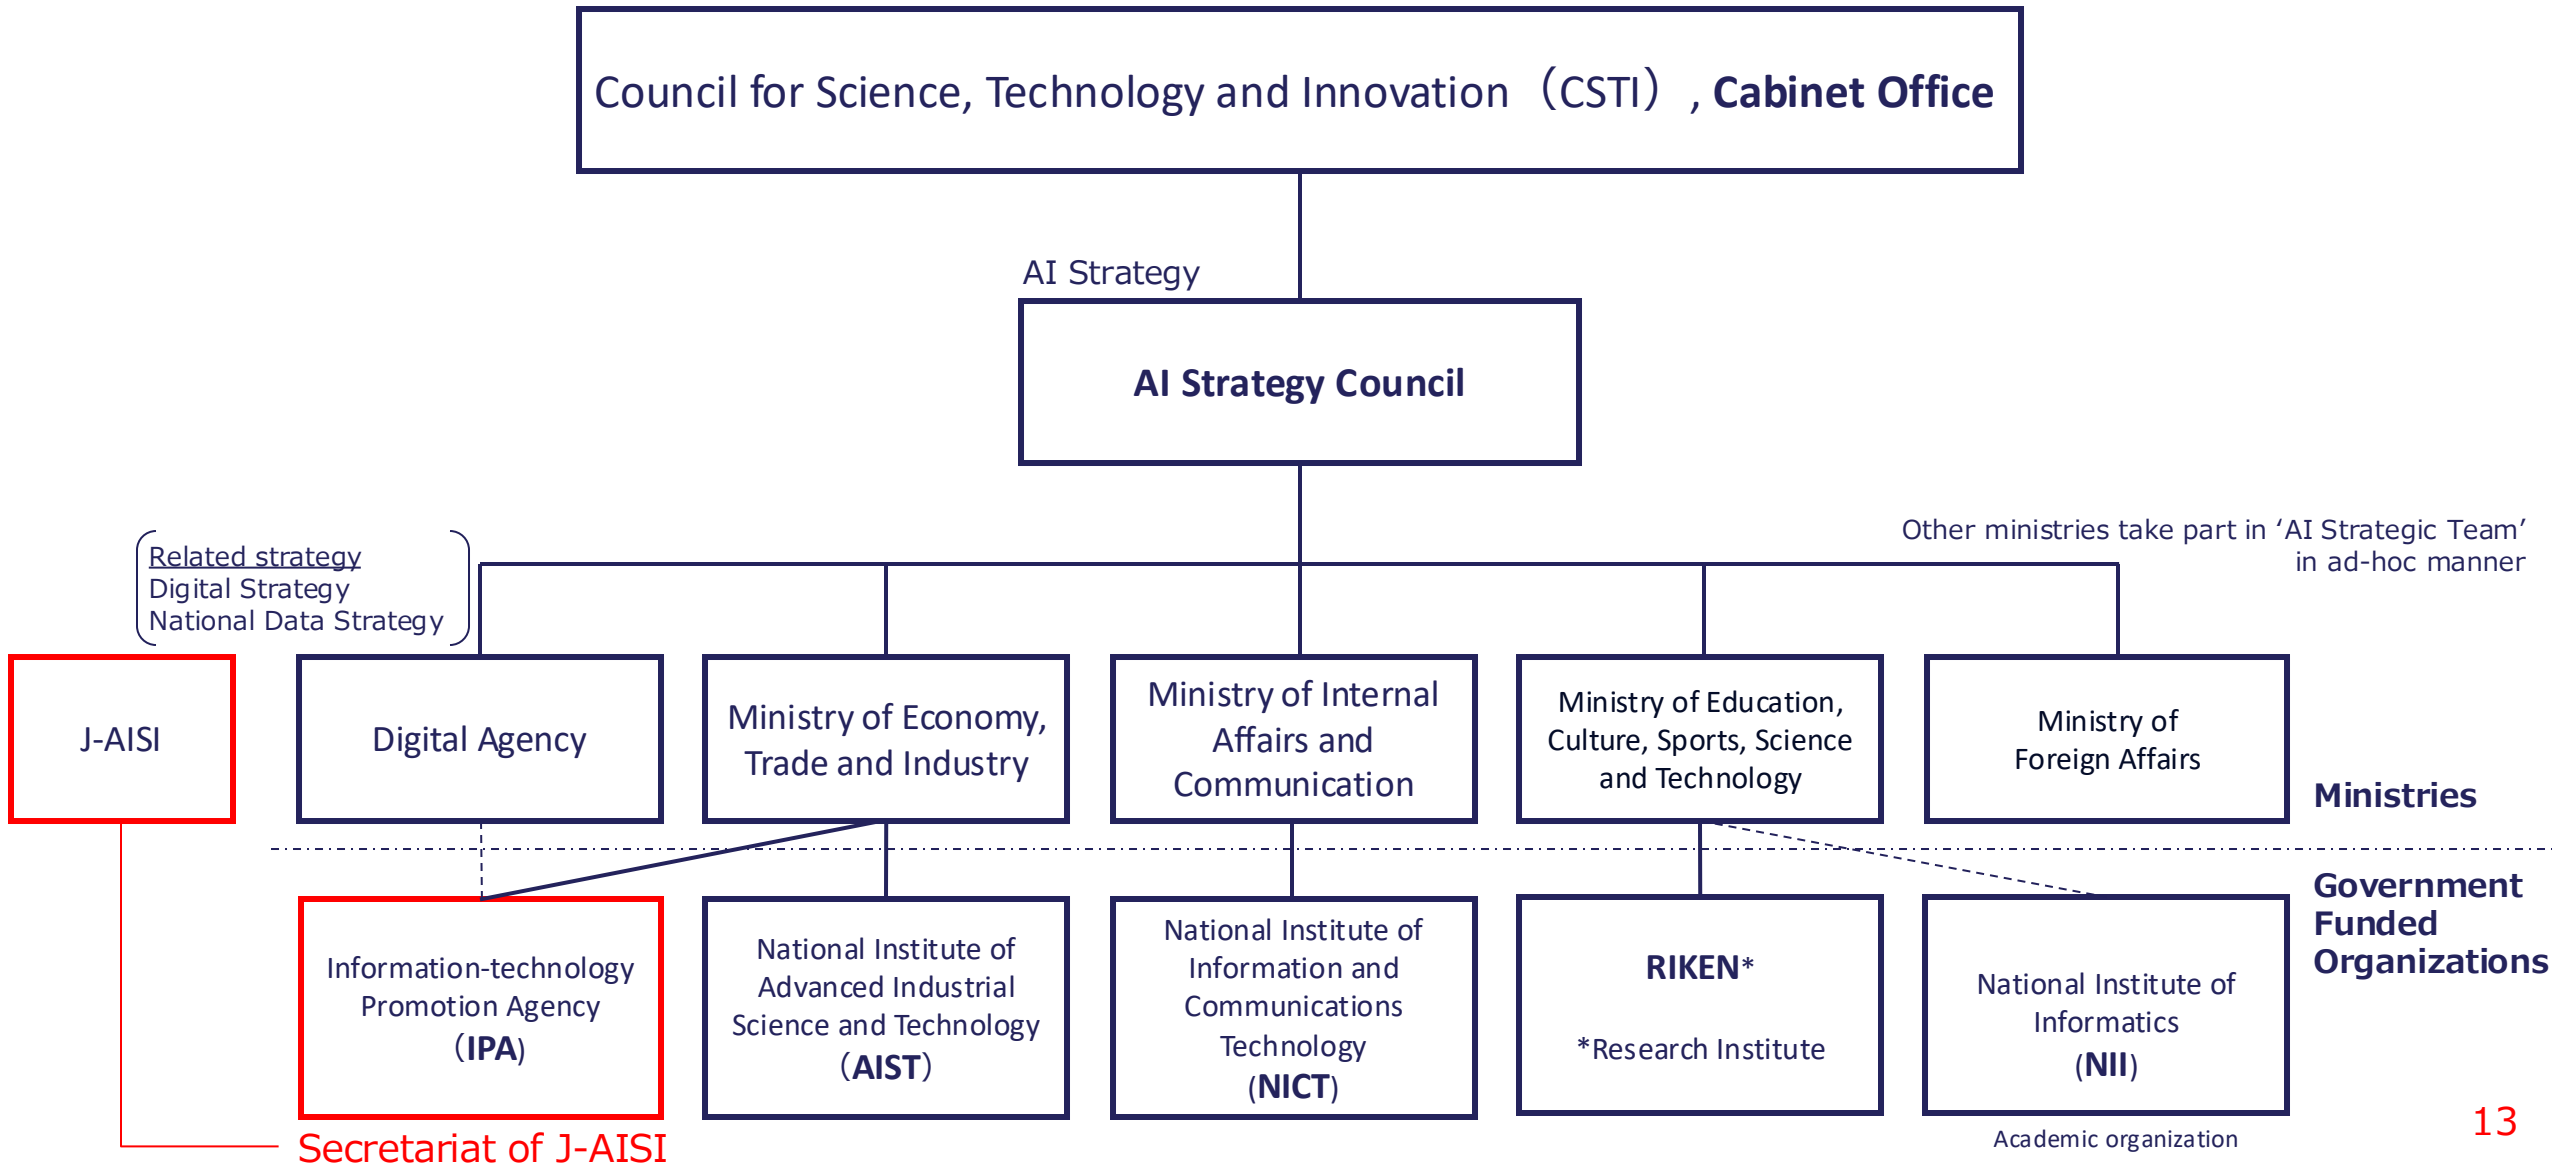 Council for Science, Technology and Innovation（CSTI）, Cabinet Office
AI Strategy
AI Strategy Council
Other ministries take part in ‘AI Strategic Team’
in ad-hoc manner
Related strategy
Digital Strategy
National Data Strategy
J-AISI
Digital Agency
Ministry of Economy,
Trade and Industry
Ministry of Internal
Affairs and
Communication
Ministry of Education,
Culture, Sports, Science
and Technology
Ministry of
Foreign Affairs
Ministries
Government
Funded
Organizations
Information-technology
Promotion Agency
（IPA)
National Institute of
Advanced Industrial
Science and Technology
（AIST）
National Institute of
Information and
Communications
Technology
(NICT)
RIKEN*
*Research Institute
National Institute of
Informatics
(NII)
Academic organization
Secretariat of J-AISI
13